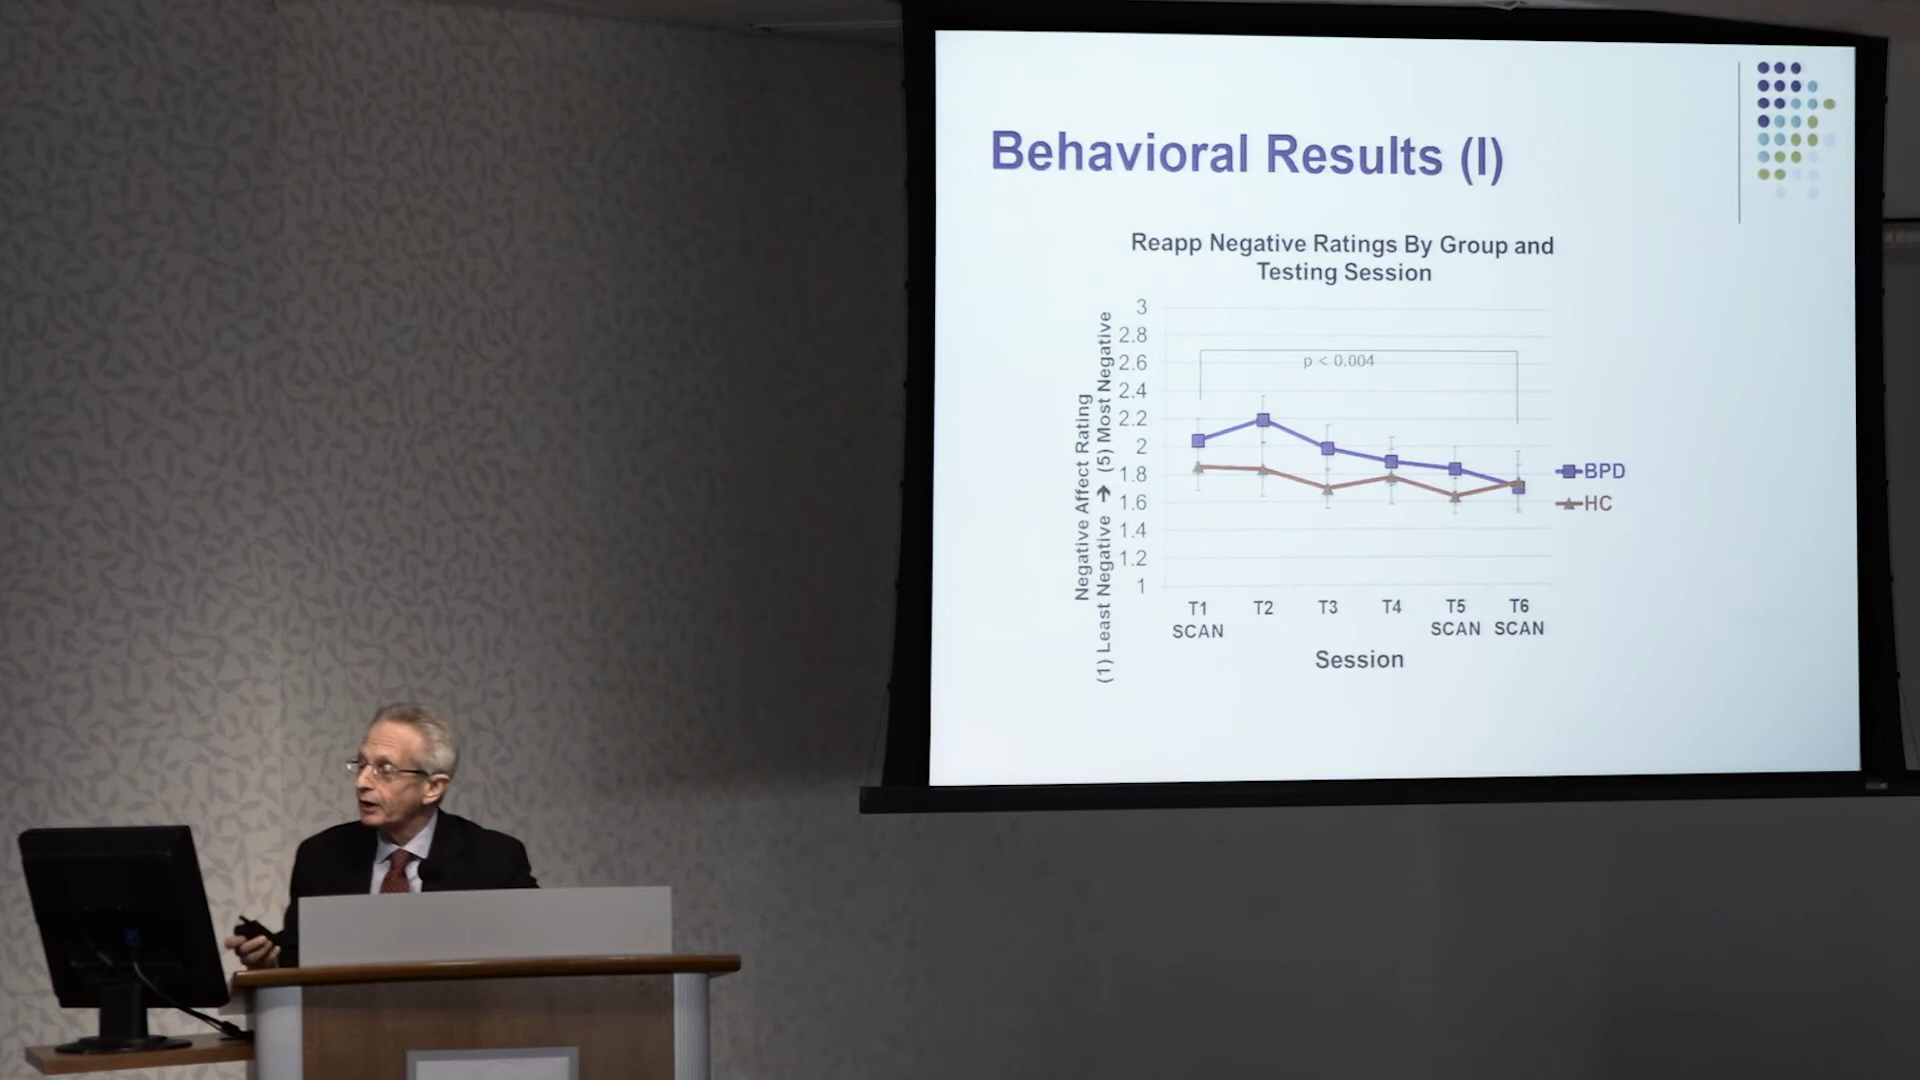 Behavioral Results (I)
Reapp Negative Ratings By Group and
Testing Session
Negative Affect Rating
(1) Least Negative ➔ (5) Most Negative
3
2.8
2.6
2.4
2.2
2
1.8
1.6
1.4
1.2
1
p < 0.004
BPD
HC
T1 T2 T3 T4 T5 T6
SCAN SCAN SCAN
Session